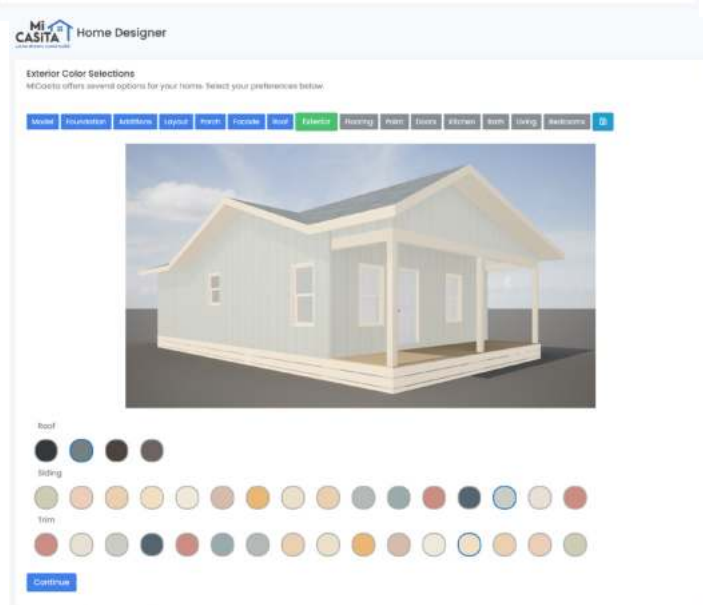 Mi
CASITA
Home Designer
Exterior Color Selections
MiCasita offers several options for your home. Select your preferences below.
Model Foundation Additions Layout Porch Facade Roof Exterior Flooring Paint Doors Kitchen Bath Living Bedrooms
Roof
Siding
Trim
Continue